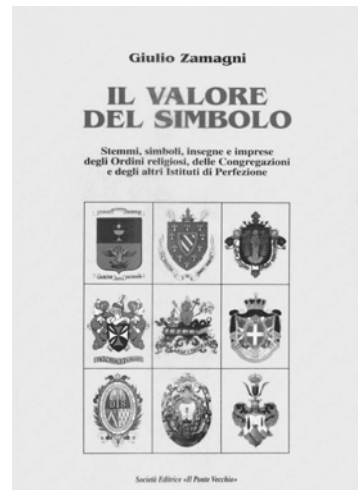 Giulio Zamagni
IL VALORE
DEL SIMBOLO
Stemmi, simboli, insegne e imprese
degli Ordini religiosi, delle Congregazioni
e degli altri Istituti di Perfezione
Società Editrice «Il Ponte Vecchio»